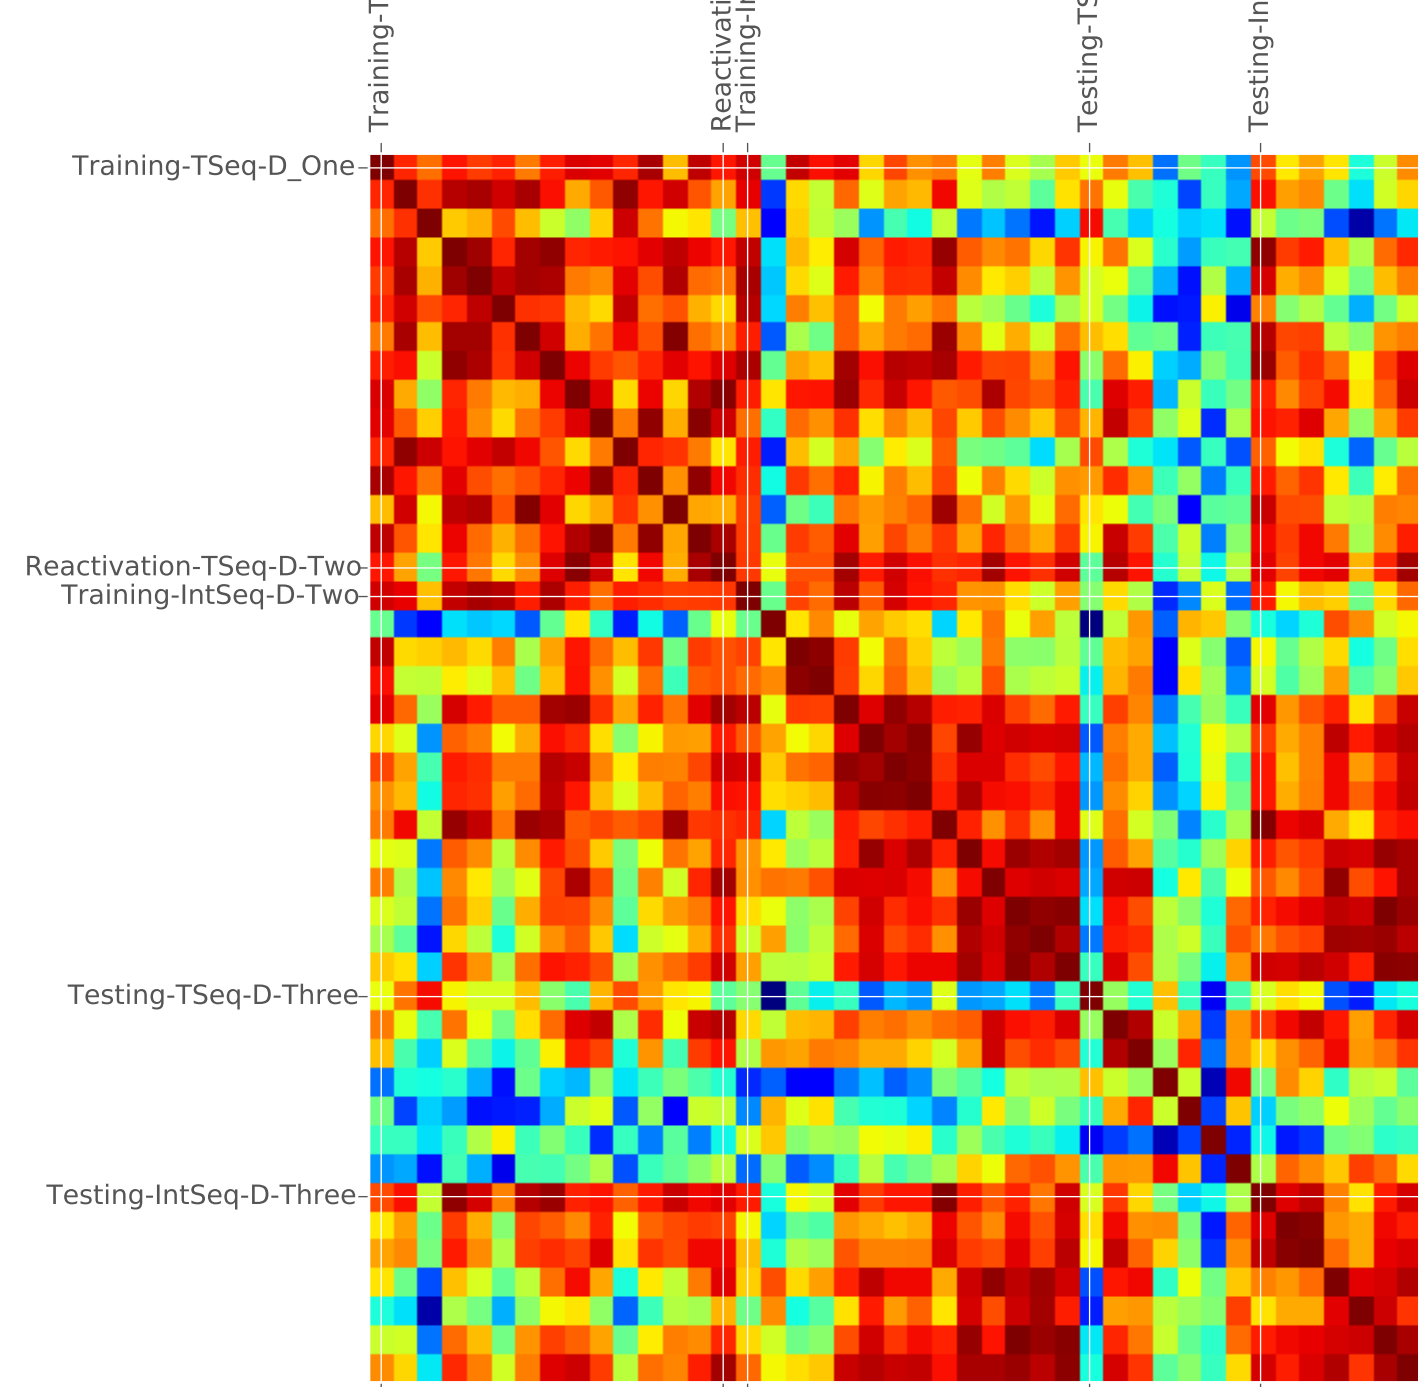 Training-T
Reactivati
Training-I
Testing-TS
Testing-In
Training-TSeq-D_One
Reactivation-TSeq-D-Two
Training-IntSeq-D-Two
Testing-TSeq-D-Three
Testing-IntSeq-D-Three